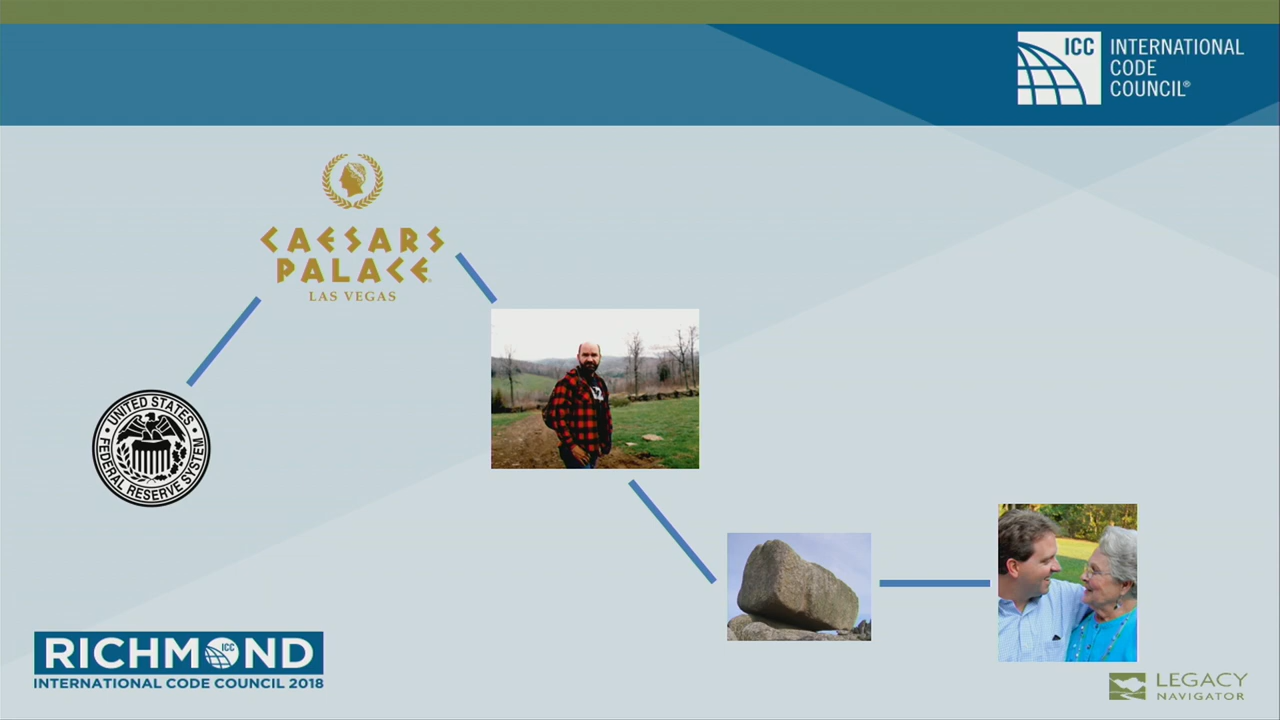 ICC
INTERNATIONAL
CODE
COUNCIL®
CAESARS
PALACE
LAS VEGAS
UNITED STATES
FEDERAL RESERVE SYSTEM
RICHMOND
ICC
INTERNATIONAL CODE COUNCIL 2018
LEGACY
NAVIGATOR